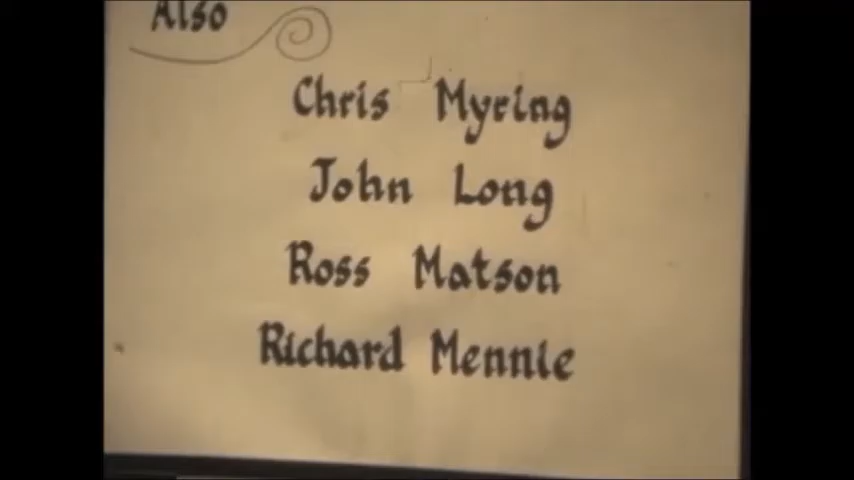 Also
Chris Myring
John Long
Ross Matson
Richard Mennie